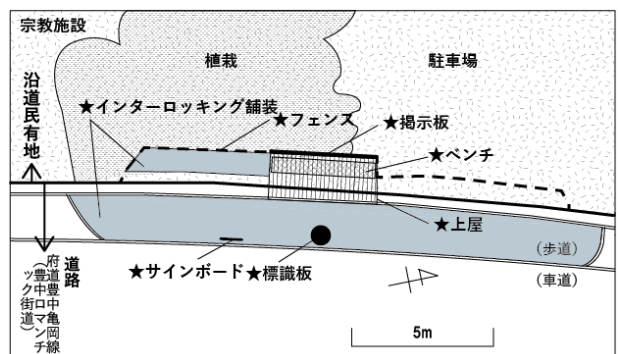 宗教施設
植栽
駐車場
沿道民有地
★インターロッキング舗装
★フェンス
★掲示板
★ベンチ
★上屋
(歩道)
(車道)
★サインボード
★標識板
道路
府道豊中亀岡線
(豊中ロマンチ
ック街道)
5m